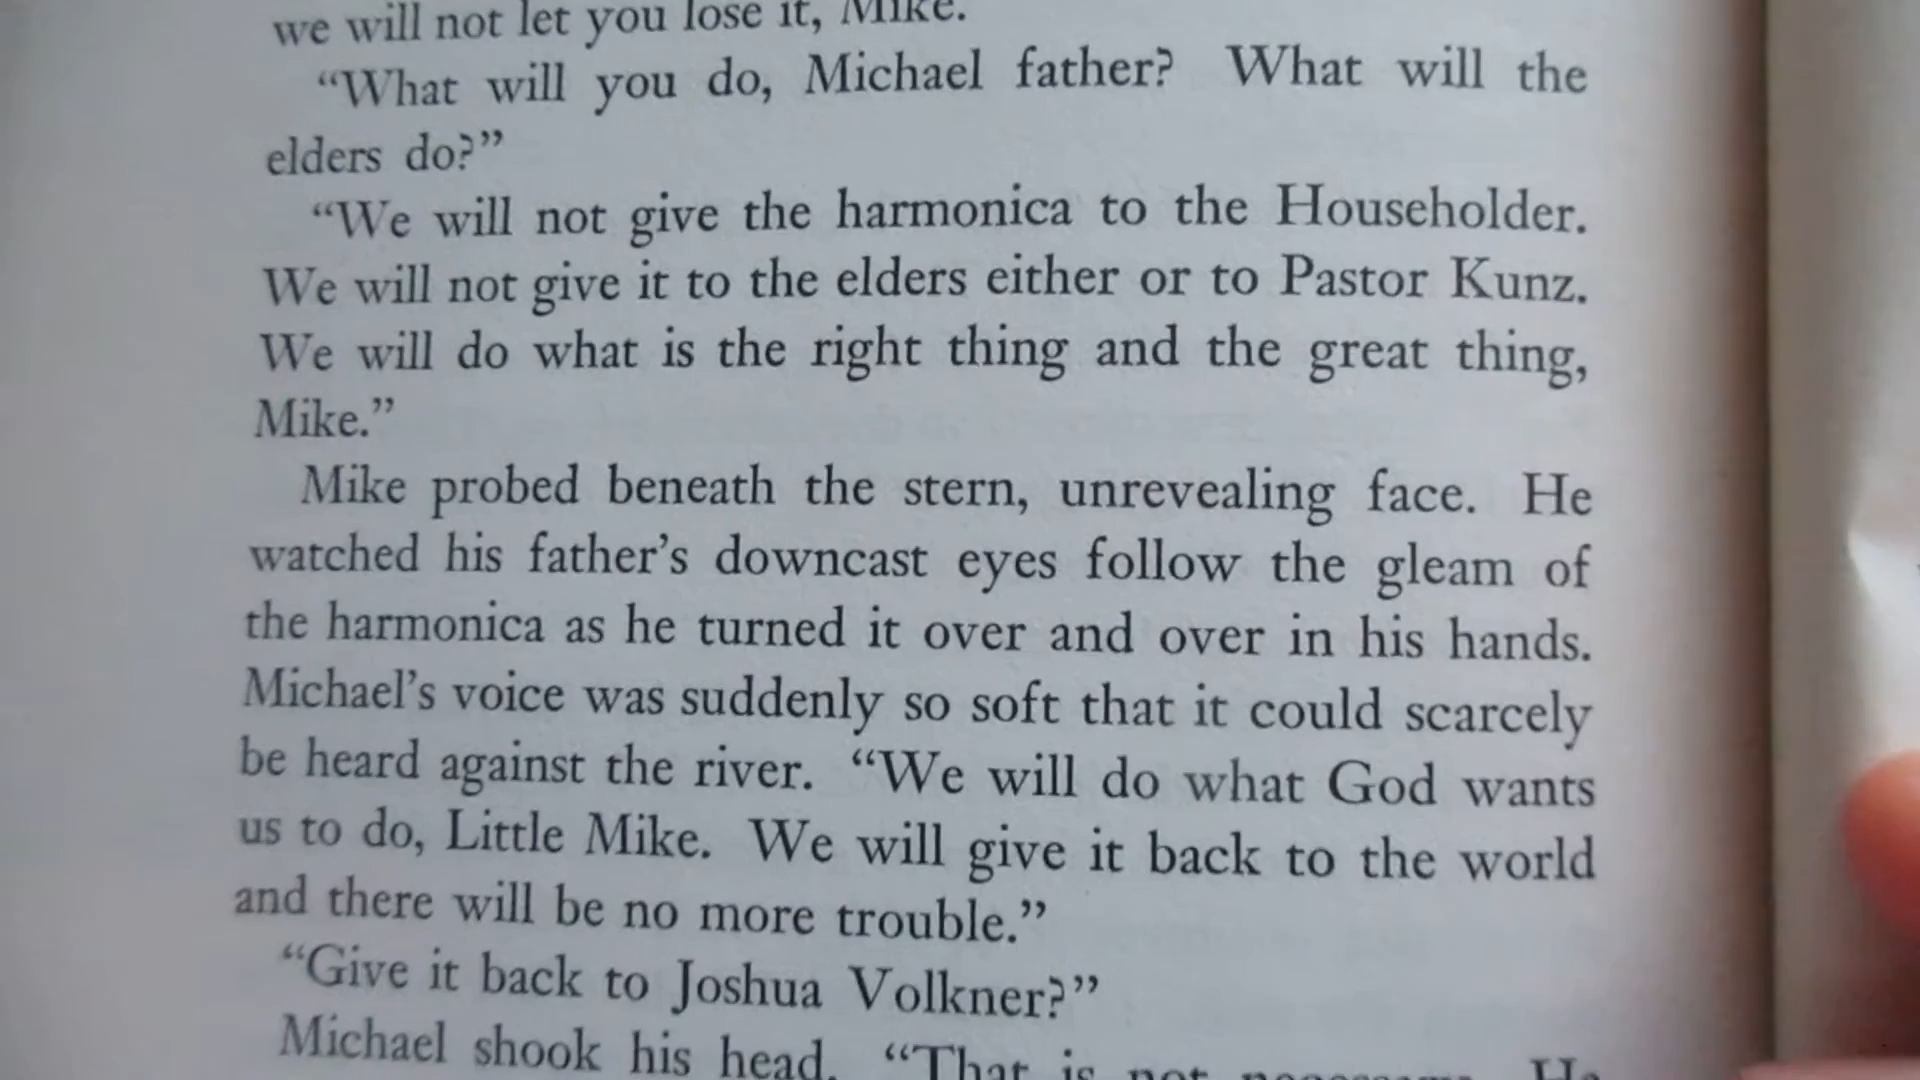 we will not let you lose it, Mike.
“What will you do, Michael father? What will the
elders do?”
“We will not give the harmonica to the Householder.
We will not give it to the elders either or to Pastor Kunz.
We will do what is the right thing and the great thing,
Mike.”
Mike probed beneath the stern, unrevealing face. He
watched his father’s downcast eyes follow the gleam of
the harmonica as he turned it over and over in his hands.
Michael’s voice was suddenly so soft that it could scarcely
be heard against the river. “We will do what God wants
us to do, Little Mike. We will give it back to the world
and there will be no more trouble.”
“Give it back to Joshua Volkner?”
Michael shook his head. “That is not necessary. He